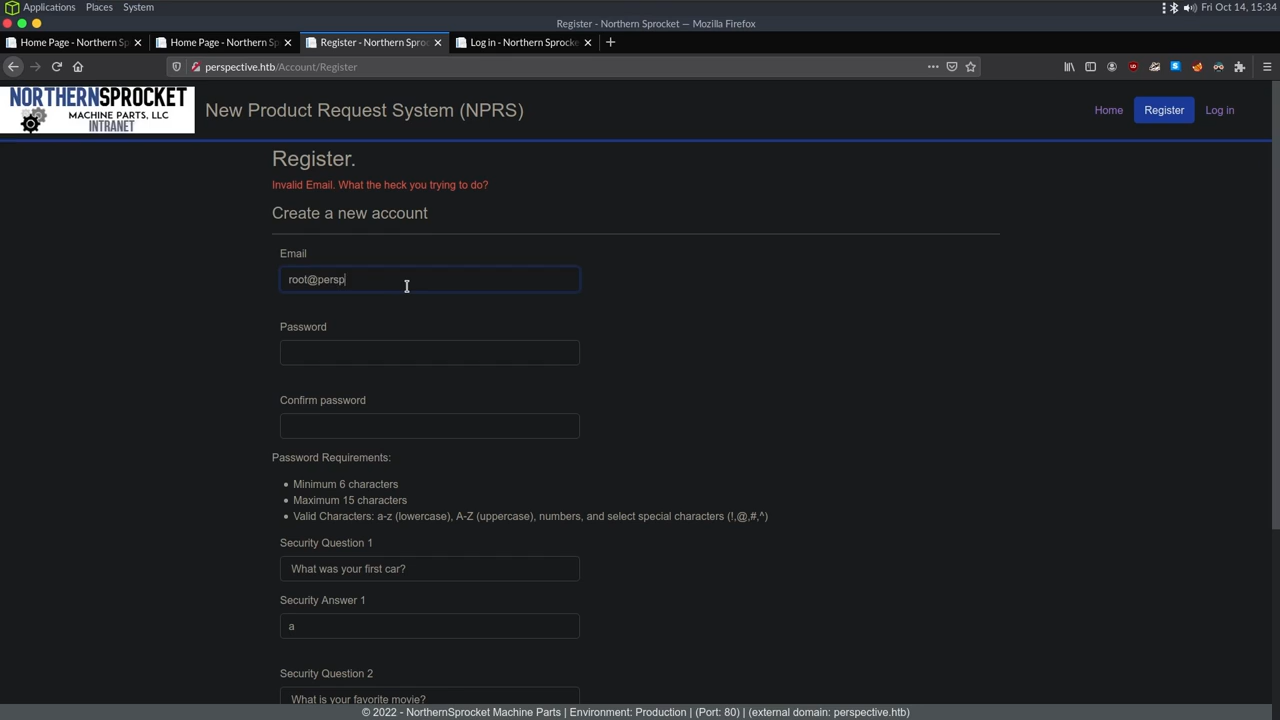 Applications Places System Fri Oct 14, 15:34
Register - Northern Sprocket — Mozilla Firefox
Home Page - Northern Sp Home Page - Northern Sp Register - Northern Sproc Log in - Northern Sprocke
perspective.htb/Account/Register
NORTHERNSPROCKET
MACHINE PARTS, LLC
INTRANET
New Product Request System (NPRS)
Home Register Log in
Register.
Invalid Email. What the heck you trying to do?
Create a new account
Email
root@persp
Password
Confirm password
Password Requirements:
Minimum 6 characters
Maximum 15 characters
Valid Characters: a-z (lowercase), A-Z (uppercase), numbers, and select special characters (!,@,#,^)
Security Question 1
What was your first car?
Security Answer 1
a
Security Question 2
What is your favorite movie?
© 2022 - NorthernSprocket Machine Parts | Environment: Production | (Port: 80) | (external domain: perspective.htb)